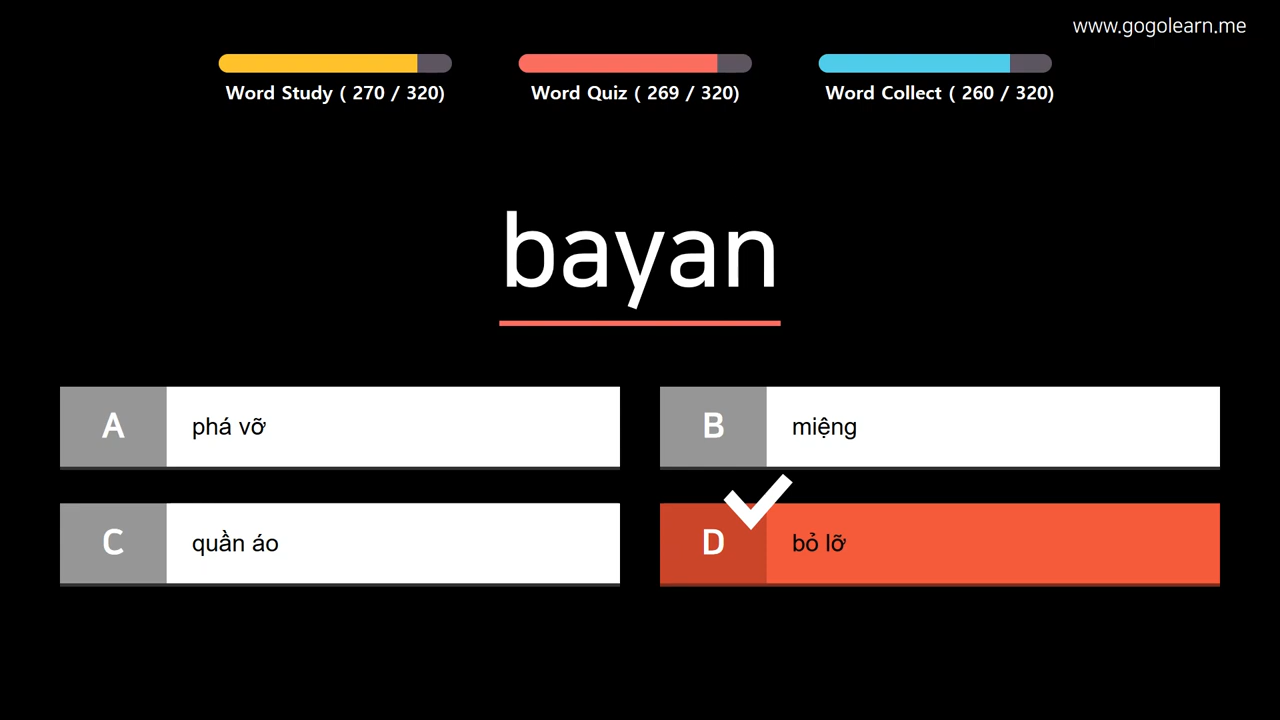 www.gogolearn.me
Word Study ( 270 / 320)
Word Quiz ( 269 / 320)
Word Collect ( 260 / 320)
bayan
A phá vỡ
B miệng
C quần áo
D bỏ lỡ